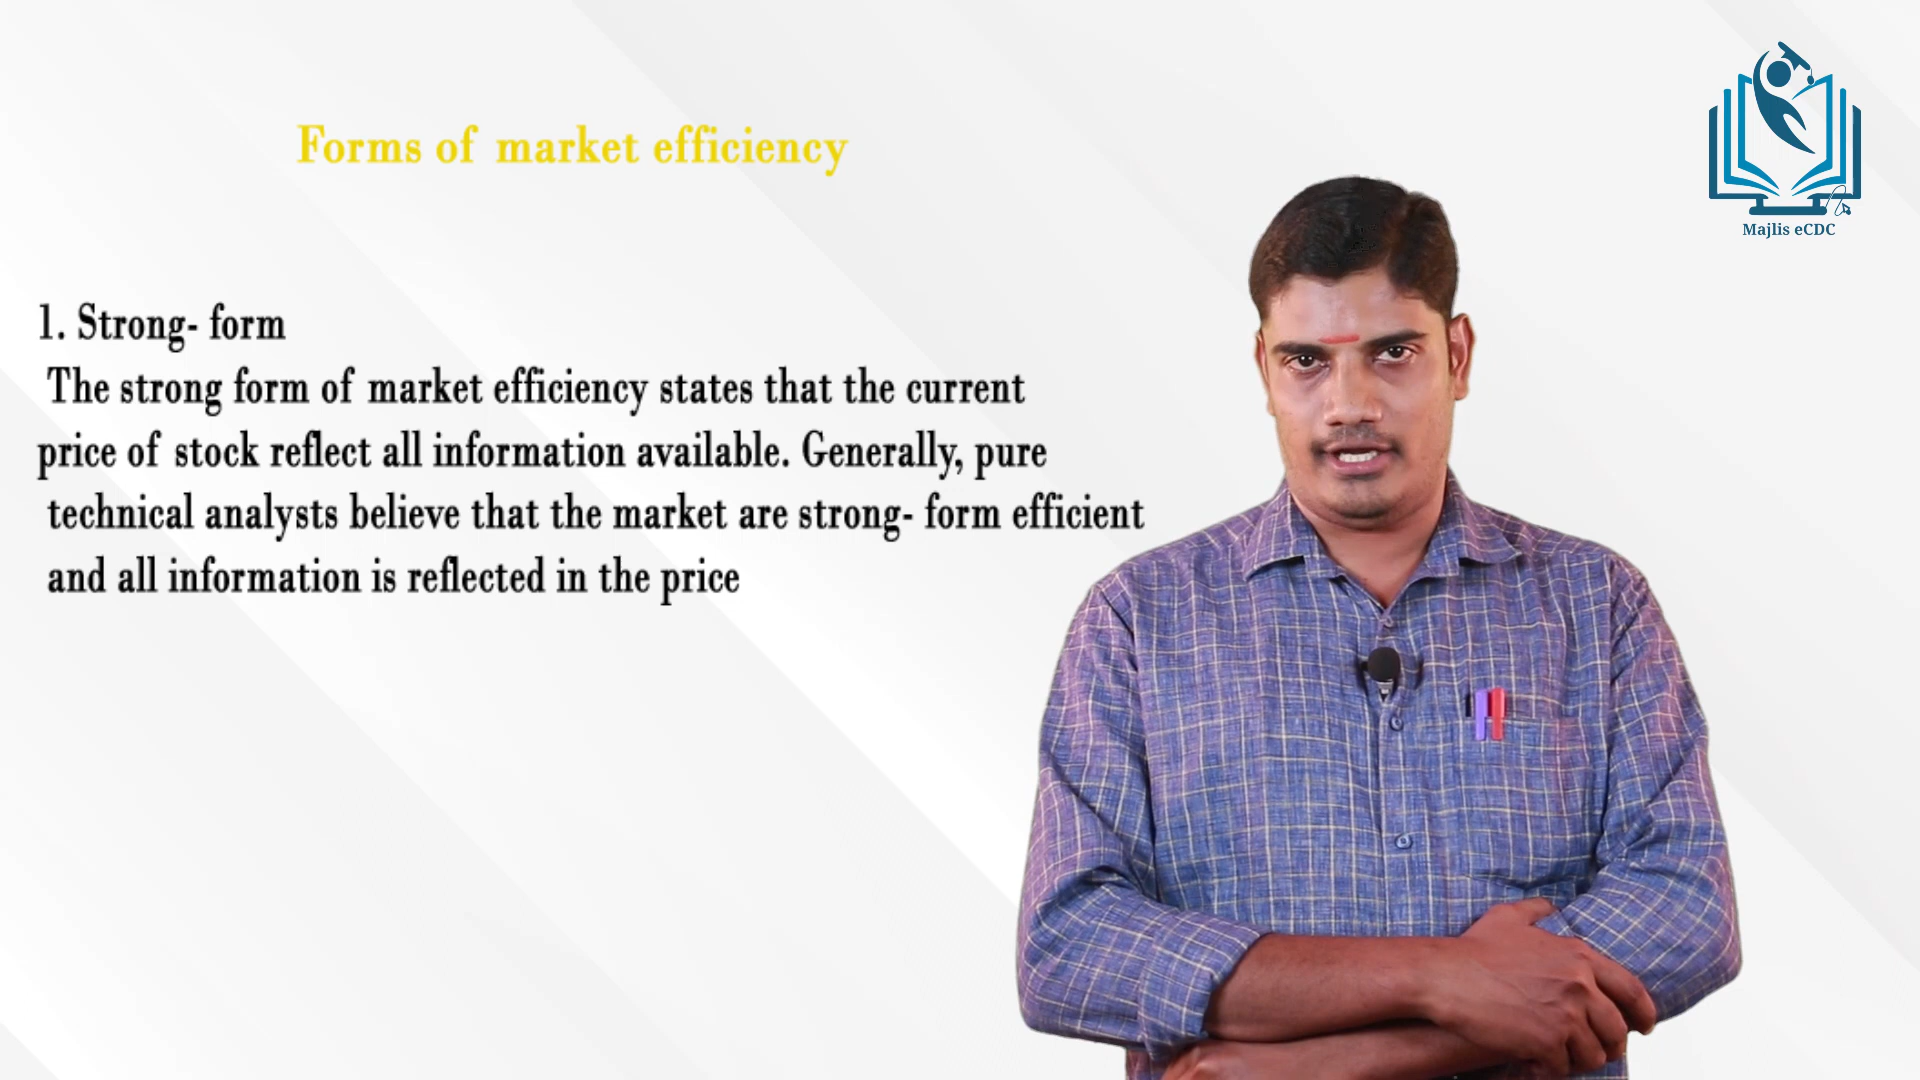 Forms of market efficiency
Majlis eCDC
1. Strong- form
The strong form of market efficiency states that the current
price of stock reflect all information available. Generally, pure
technical analysts believe that the market are strong- form efficient
and all information is reflected in the price